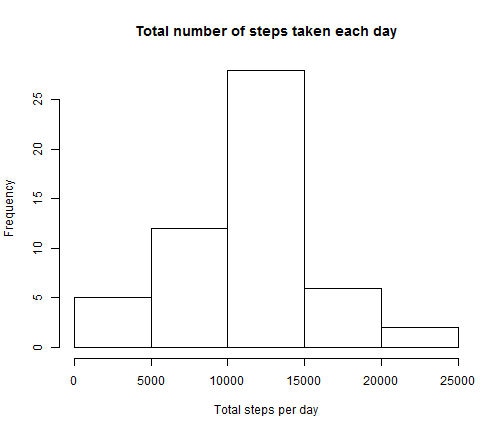 Total number of steps taken each day
Frequency
25
20
15
10
5
0
0 5000 10000 15000 20000 25000
Total steps per day